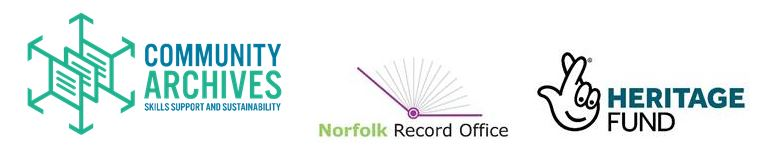 COMMUNITY
ARCHIVES
SKILLS SUPPORT AND SUSTAINABILITY
Norfolk Record Office
®
HERITAGE
FUND